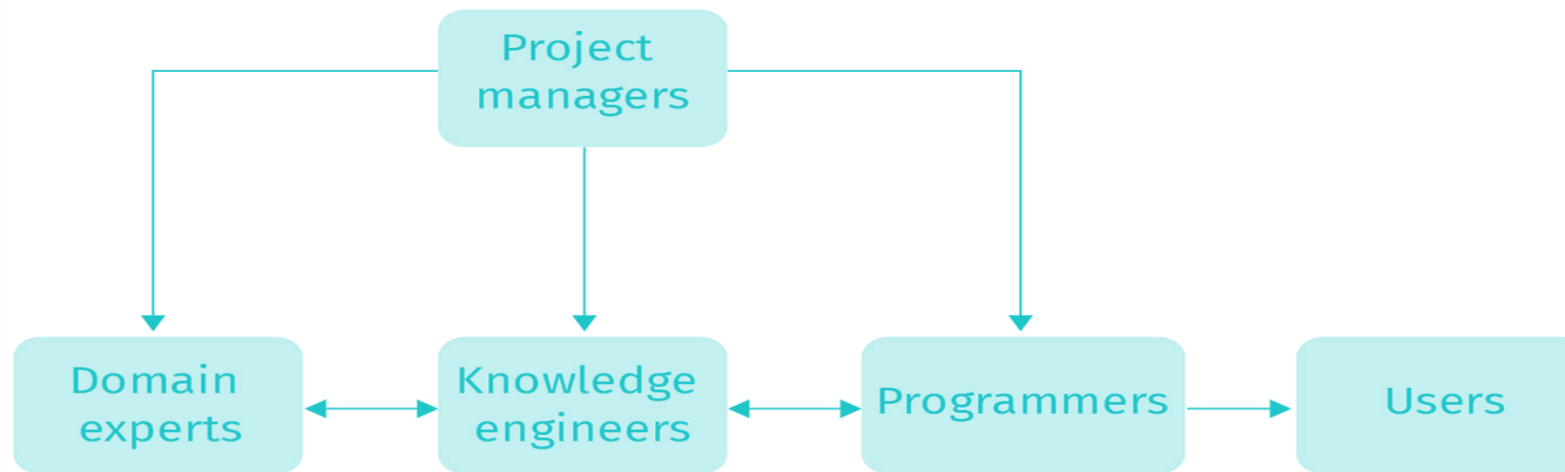 Project
managers
Domain
experts
Knowledge
engineers
Programmers
Users